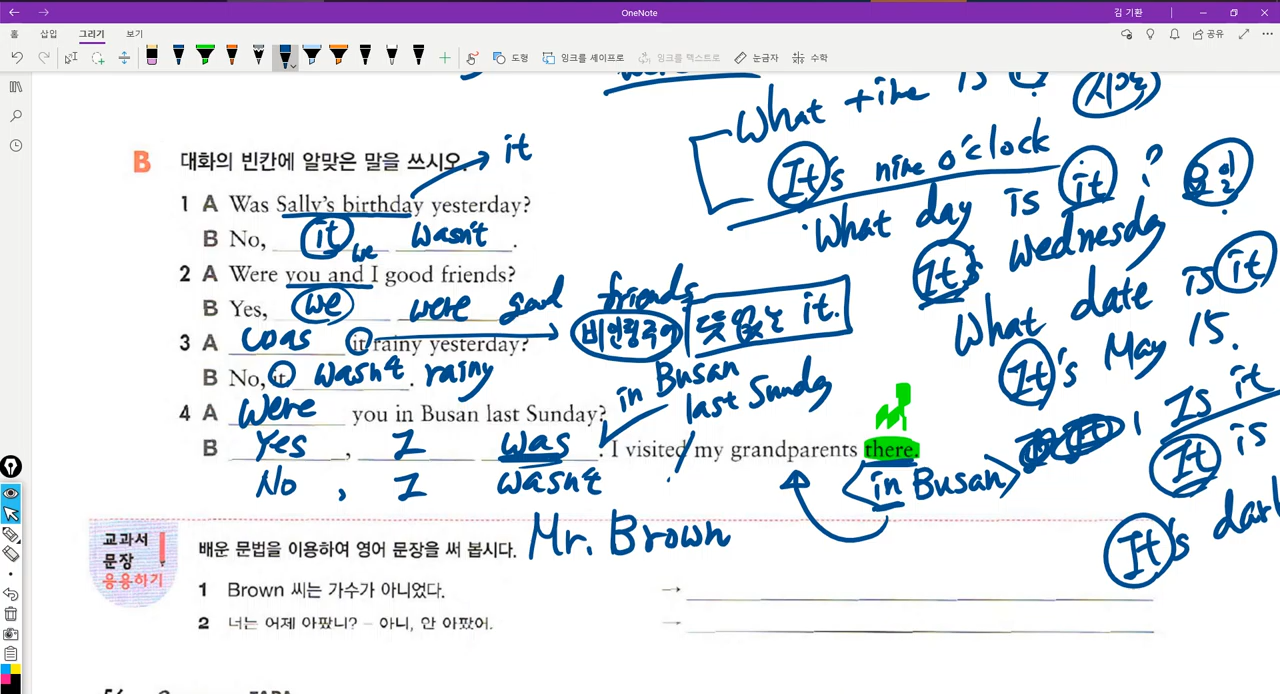 OneNote
김 기환
홈 삽입 그리기 보기
공유
도형 잉크를 셰이프로 잉크를 텍스트로 눈금자 수학
What time is
It's nine o'clock
What day is it ? 요일
It's Wednesday
What date is it
It's May 15.
Is it
It is
It's dark
B 대화의 빈칸에 알맞은 말을 쓰시오. it
1 A Was Sally's birthday yesterday?
B No, it wasn't.
we
2 A Were you and I good friends?
B Yes, we were good friends
3 A was it rainy yesterday? 비인칭주어 뜻없는 it.
B No, it wasn't. rainy
in Busan
last Sunday
4 A Were you in Busan last Sunday?
B Yes, I was. I visited my grandparents there.
No, I wasn't
in Busan
Mr. Brown
교과서
문장
응용하기
배운 문법을 이용하여 영어 문장을 써 봅시다.
1 Brown 씨는 가수가 아니었다. →
2 너는 어제 아팠니? – 아니, 안 아팠어. →